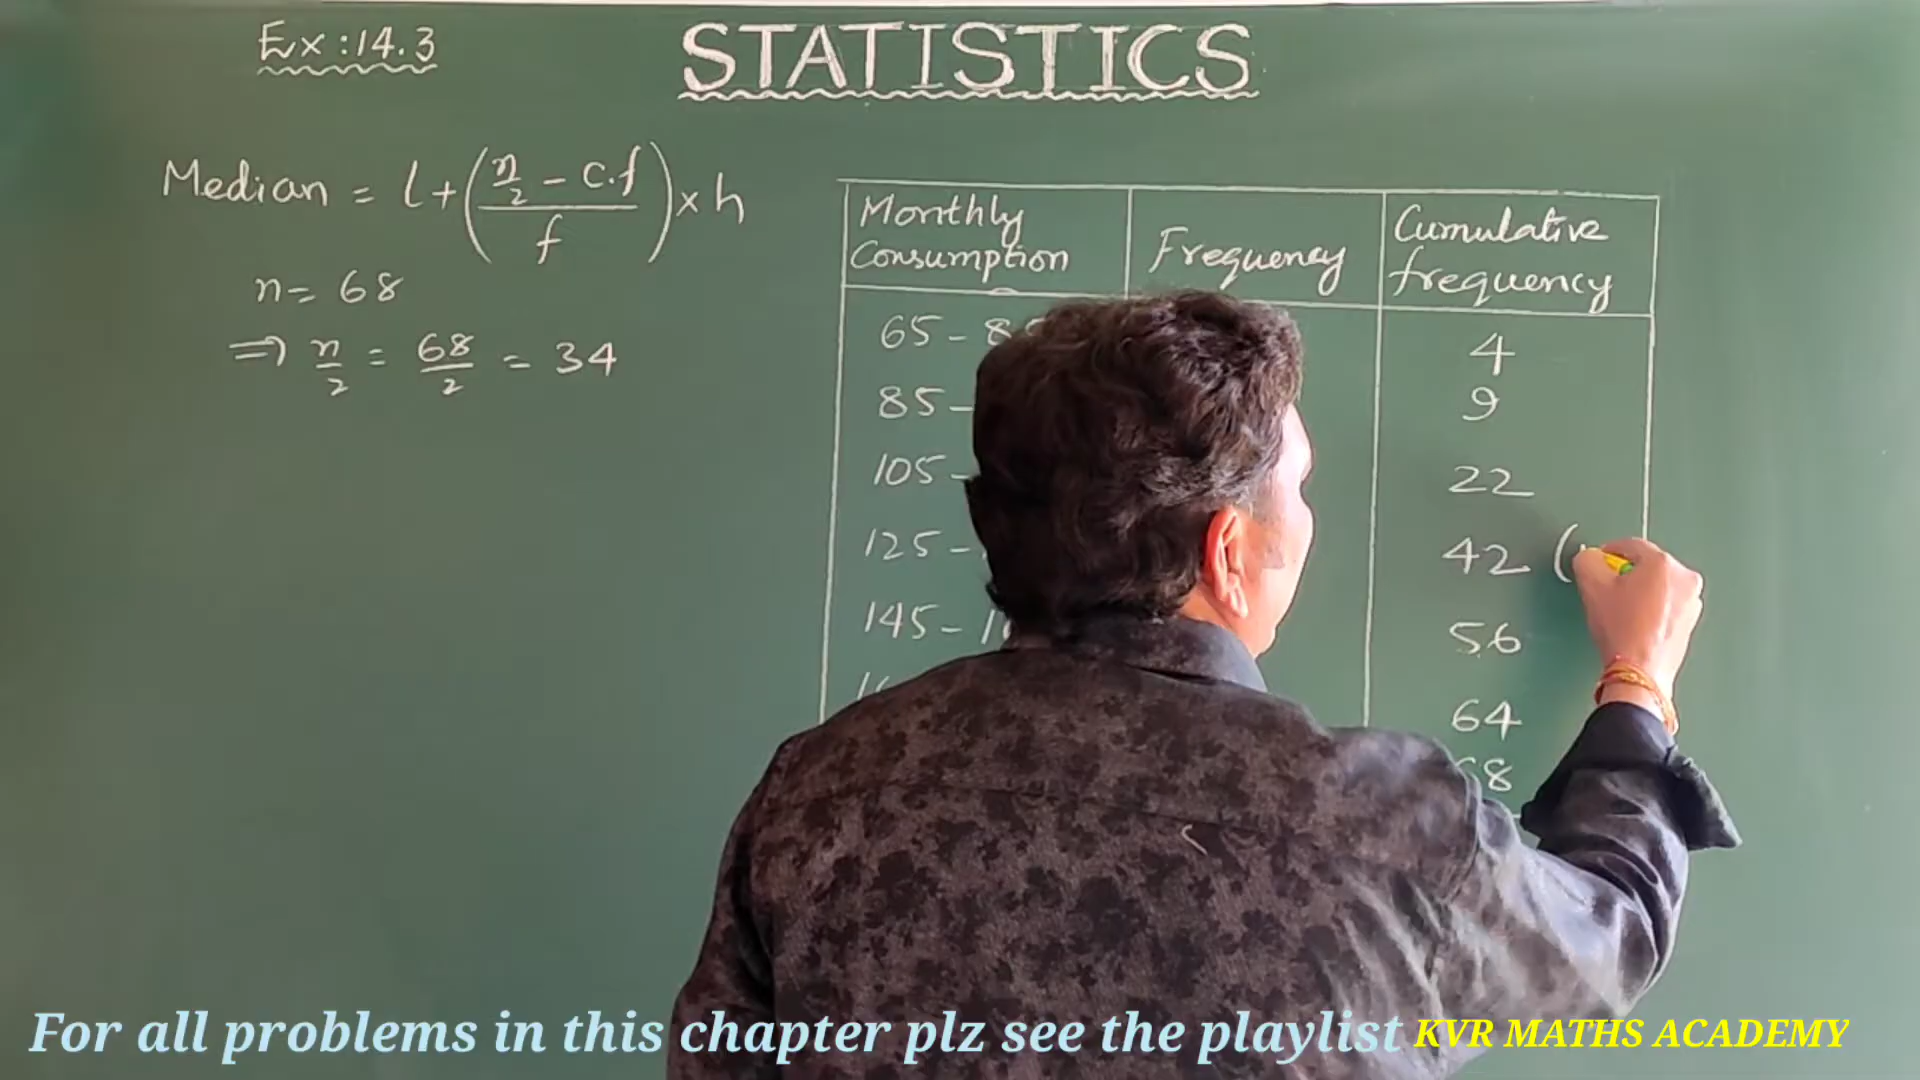 Ex : 14.3
STATISTICS
Median = l + ( (n/2 - c.f) / f ) × h
n = 68
⇒ n/2 = 68/2 = 34
Monthly Consumption
Frequency
Cumulative frequency
65 - 4
85 - 9
105 - 22
125 - 42 (
145 - 56
64
68
For all problems in this chapter plz see the playlist KVR MATHS ACADEMY